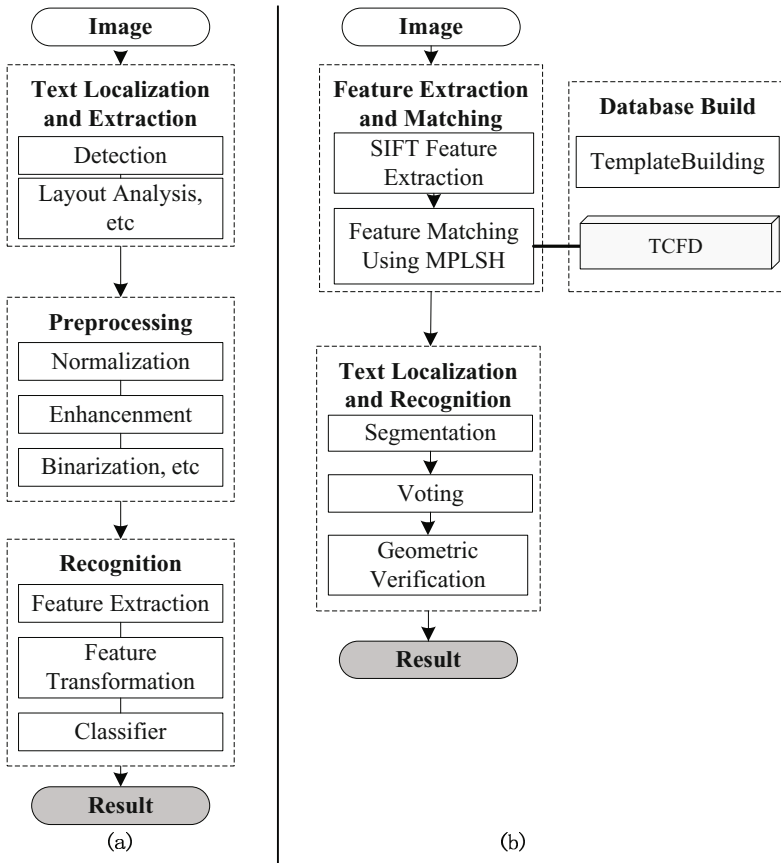 Image
Text Localization
and Extraction
Detection
Layout Analysis,
etc
Preprocessing
Normalization
Enhancenment
Binarization, etc
Recognition
Feature Extraction
Feature
Transformation
Classifier
Result
(a)
Image
Feature Extraction
and Matching
SIFT Feature
Extraction
Feature Matching
Using MPLSH
Database Build
TemplateBuilding
TCFD
Text Localization
and Recognition
Segmentation
Voting
Geometric
Verification
Result
(b)